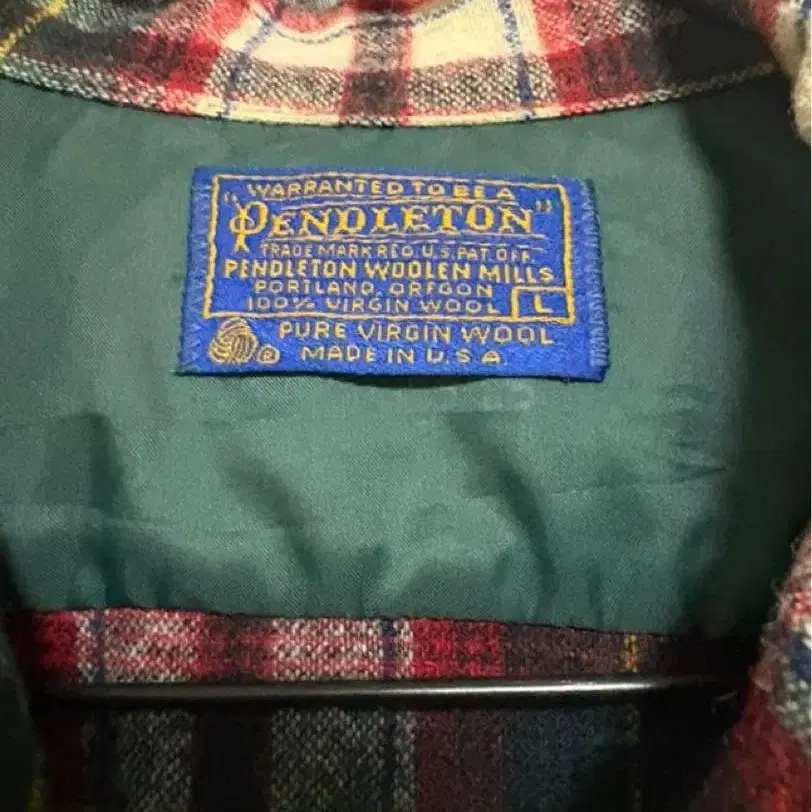 WARRANTED TO BE A
"PENDLETON"
TRADE MARK REG. U.S. PAT. OFF.
PENDLETON WOOLEN MILLS
PORTLAND, OREGON
100% VIRGIN WOOL L
PURE VIRGIN WOOL
® MADE IN U.S.A.